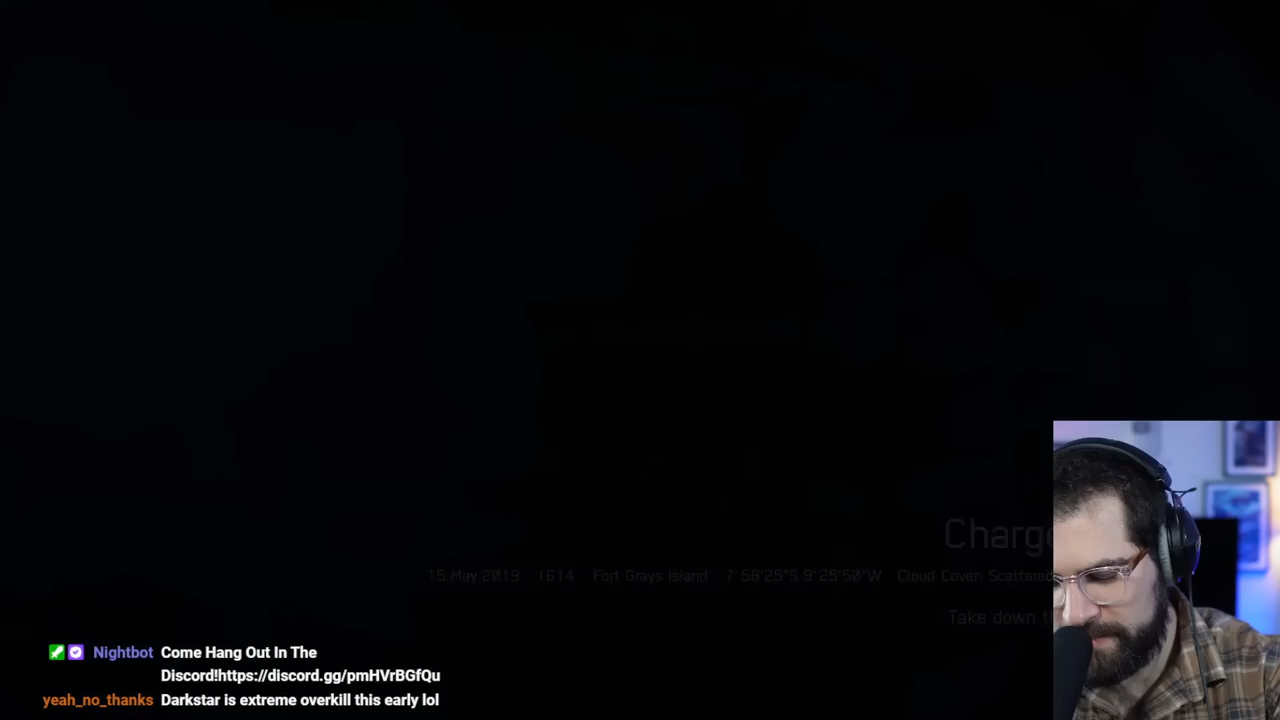 Charge
15.May.2019 1614 Fort Grays Island 7°58'25"S 9°25'50"W Cloud Cover: Scattered
Take down t
Nightbot Come Hang Out In The
Discord!https://discord.gg/pmHVrBGfQu
yeah_no_thanks Darkstar is extreme overkill this early lol